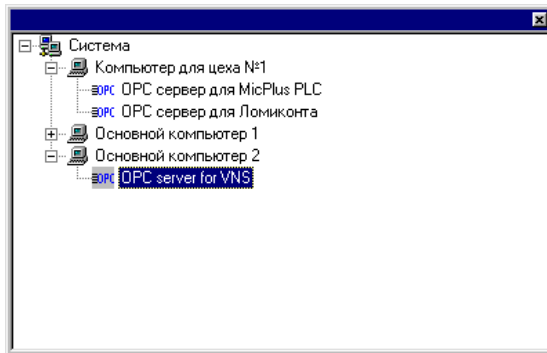 Система
Компьютер для цеха №1
OPC OPC сервер для MicPlus PLC
OPC OPC сервер для Ломиконта
Основной компьютер 1
Основной компьютер 2
OPC OPC server for VNS